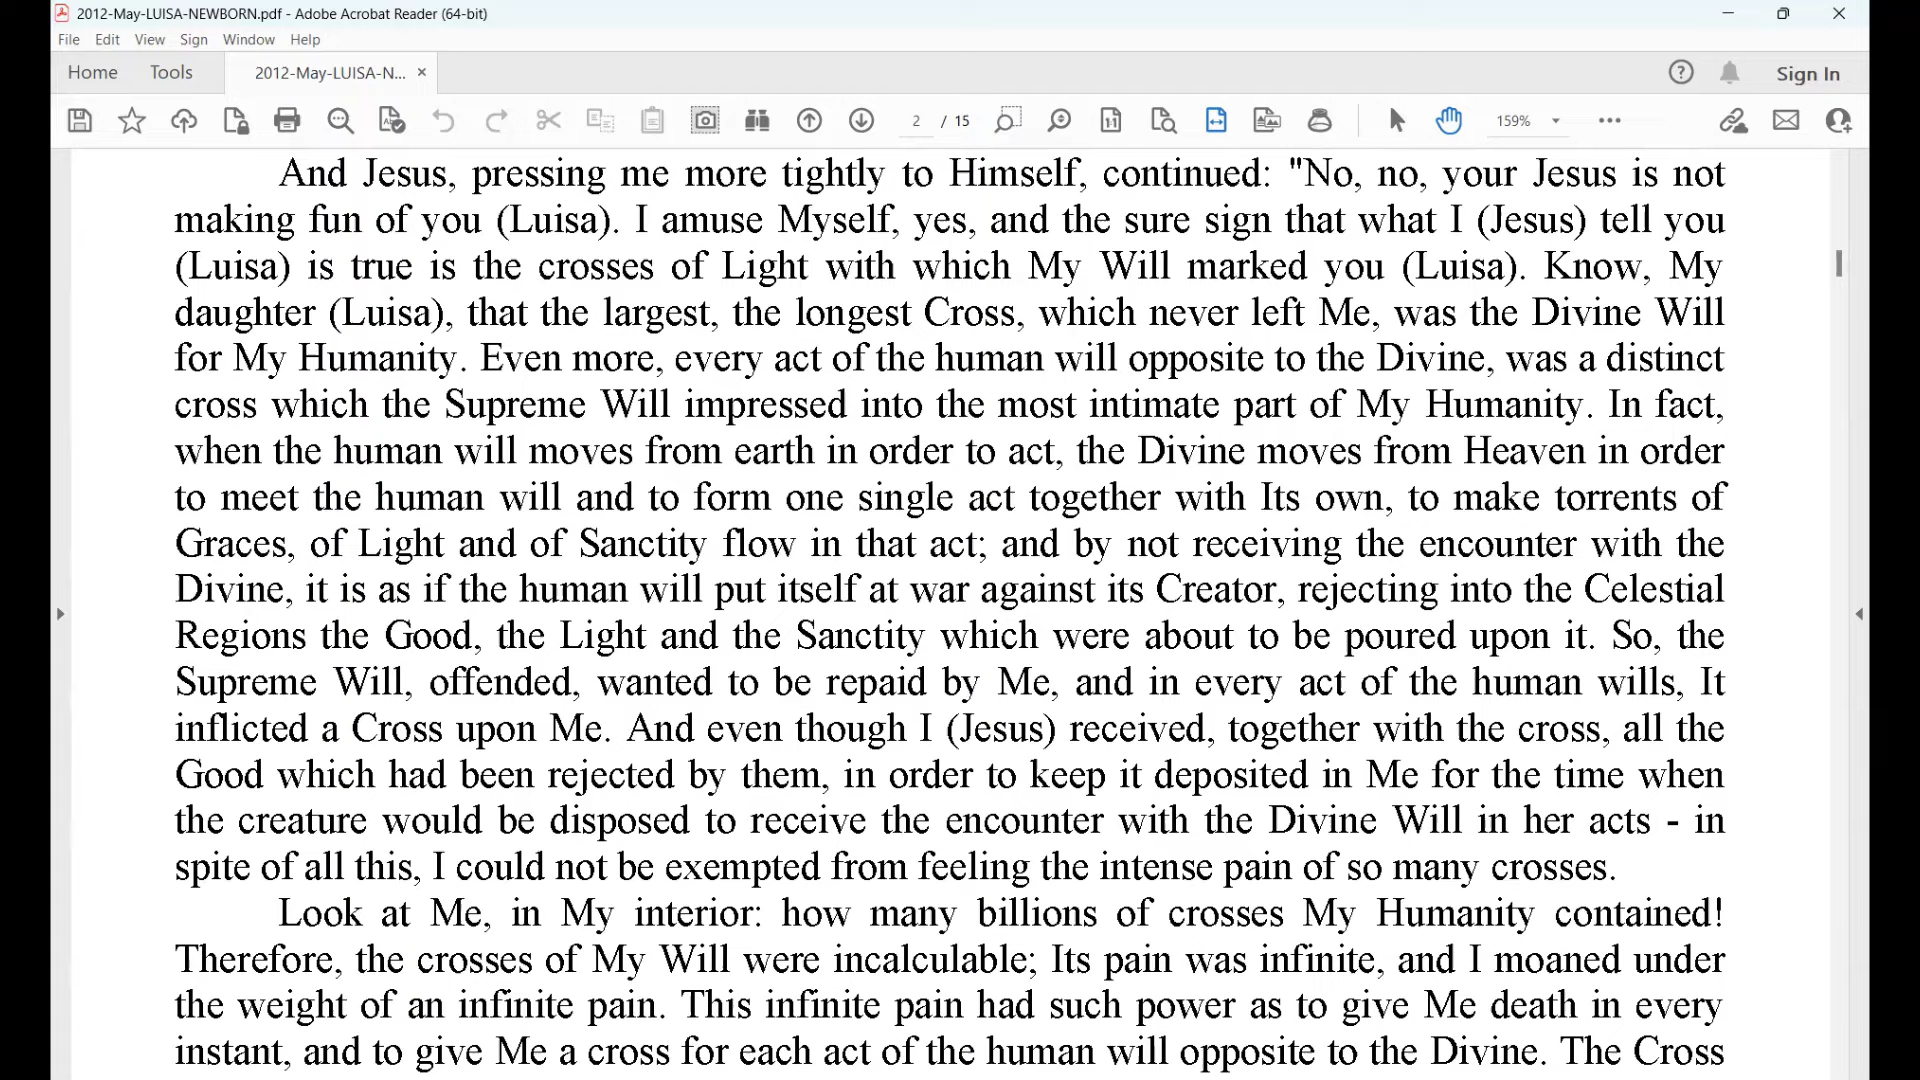 2012-May-LUISA-NEWBORN.pdf - Adobe Acrobat Reader (64-bit)
File Edit View Sign Window Help
Home Tools 2012-May-LUISA-N... × Sign In
2 / 15 159%
And Jesus, pressing me more tightly to Himself, continued: "No, no, your Jesus is not
making fun of you (Luisa). I amuse Myself, yes, and the sure sign that what I (Jesus) tell you
(Luisa) is true is the crosses of Light with which My Will marked you (Luisa). Know, My
daughter (Luisa), that the largest, the longest Cross, which never left Me, was the Divine Will
for My Humanity. Even more, every act of the human will opposite to the Divine, was a distinct
cross which the Supreme Will impressed into the most intimate part of My Humanity. In fact,
when the human will moves from earth in order to act, the Divine moves from Heaven in order
to meet the human will and to form one single act together with Its own, to make torrents of
Graces, of Light and of Sanctity flow in that act; and by not receiving the encounter with the
Divine, it is as if the human will put itself at war against its Creator, rejecting into the Celestial
Regions the Good, the Light and the Sanctity which were about to be poured upon it. So, the
Supreme Will, offended, wanted to be repaid by Me, and in every act of the human wills, It
inflicted a Cross upon Me. And even though I (Jesus) received, together with the cross, all the
Good which had been rejected by them, in order to keep it deposited in Me for the time when
the creature would be disposed to receive the encounter with the Divine Will in her acts - in
spite of all this, I could not be exempted from feeling the intense pain of so many crosses.
Look at Me, in My interior: how many billions of crosses My Humanity contained!
Therefore, the crosses of My Will were incalculable; Its pain was infinite, and I moaned under
the weight of an infinite pain. This infinite pain had such power as to give Me death in every
instant, and to give Me a cross for each act of the human will opposite to the Divine. The Cross